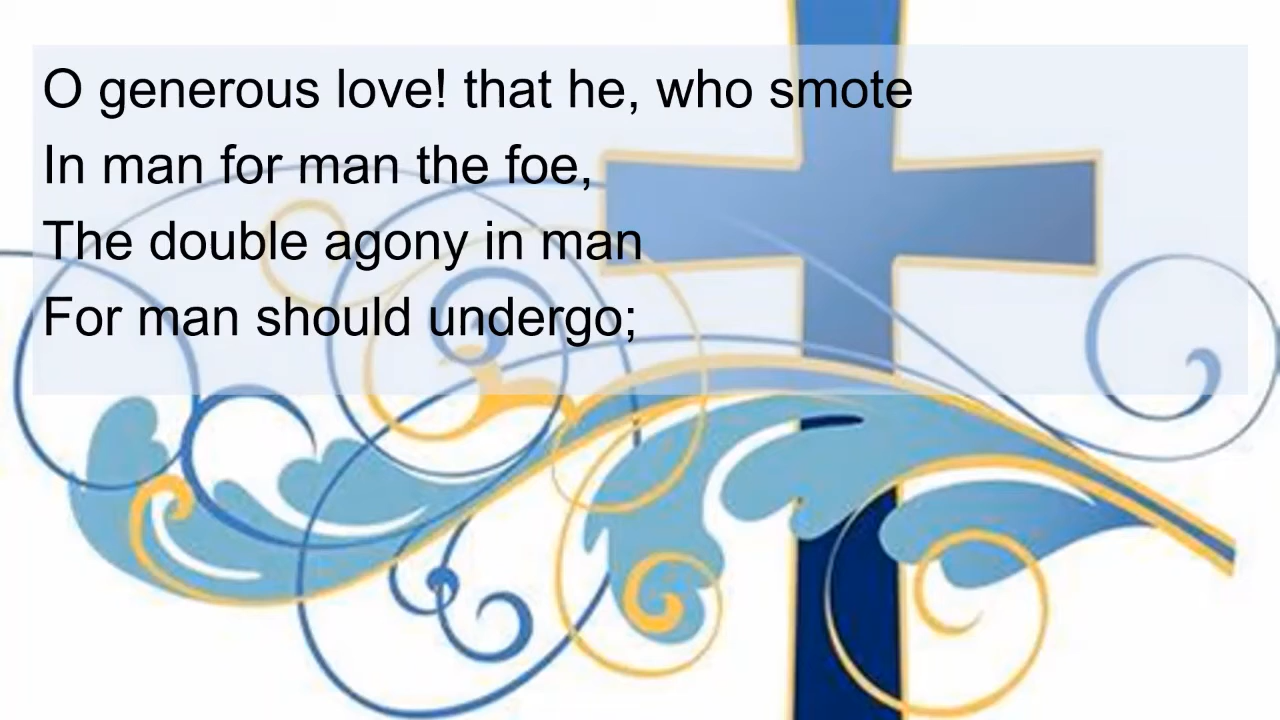 O generous love! that he, who smote
In man for man the foe,
The double agony in man
For man should undergo;